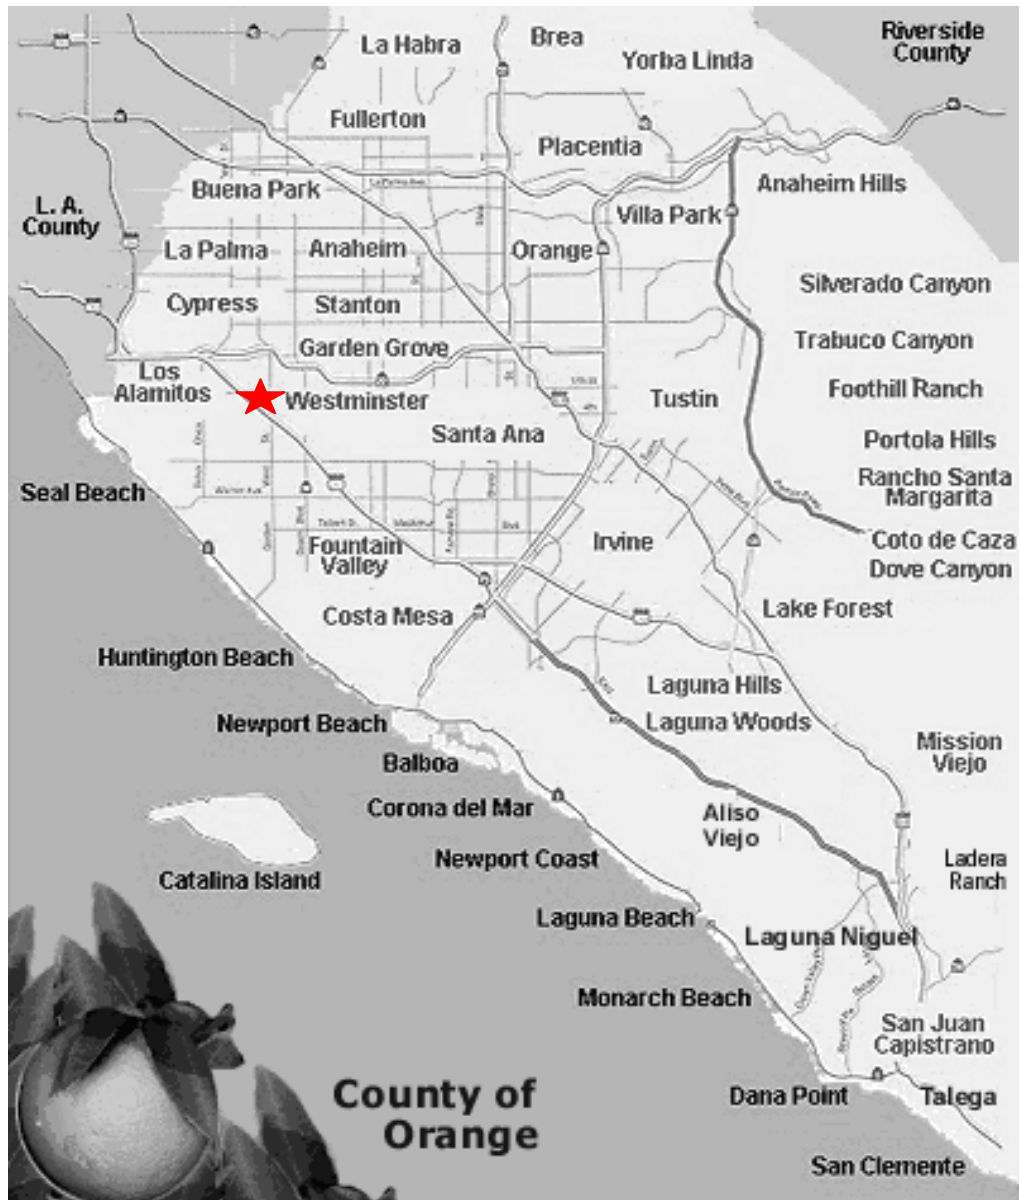 Riverside
County
La Habra
Brea
Yorba Linda
Fullerton
Placentia
Buena Park
Anaheim Hills
L. A.
County
Villa Park
La Palma
Anaheim
Orange
Silverado Canyon
Cypress
Stanton
Trabuco Canyon
Garden Grove
Los
Alamitos
Foothill Ranch
Westminster
Tustin
Santa Ana
Portola Hills
Rancho Santa
Margarita
Seal Beach
Fountain
Valley
Irvine
Coto de Caza
Dove Canyon
Costa Mesa
Lake Forest
Huntington Beach
Laguna Hills
Newport Beach
Laguna Woods
Mission
Viejo
Balboa
Corona del Mar
Aliso
Viejo
Newport Coast
Ladera
Ranch
Catalina Island
Laguna Beach
Laguna Niguel
Monarch Beach
San Juan
Capistrano
County of
Orange
Dana Point
Talega
San Clemente